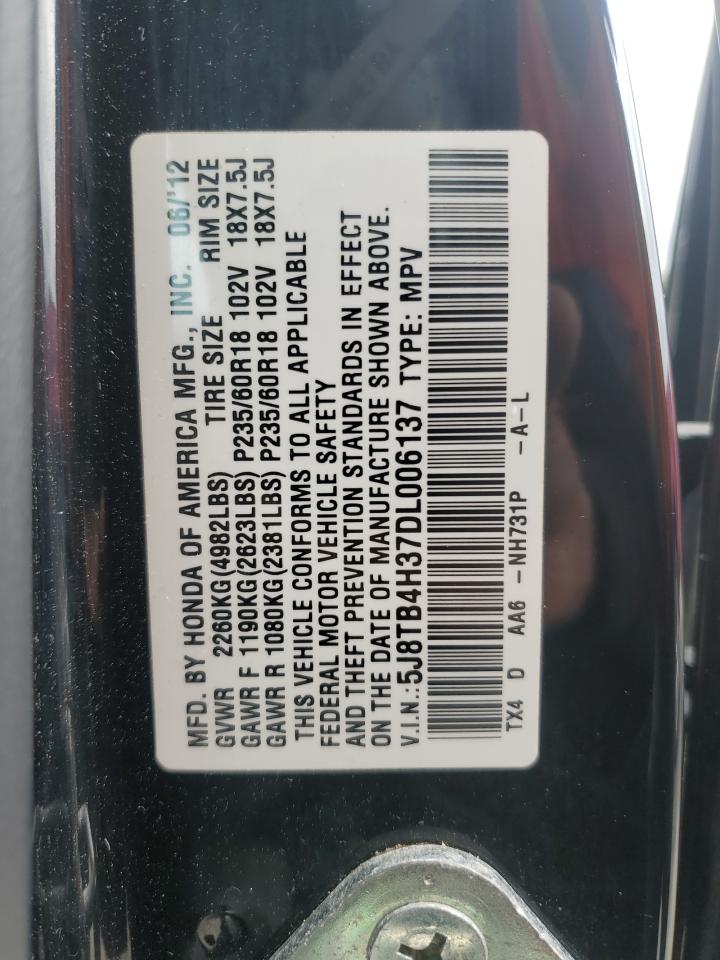 MFD. BY HONDA OF AMERICA MFG., INC. 06/'12
GVWR 2260KG(4982LBS) TIRE SIZE RIM SIZE
GAWR F 1190KG(2623LBS) P235/60R18 102V 18X7.5J
GAWR R 1080KG(2381LBS) P235/60R18 102V 18X7.5J
THIS VEHICLE CONFORMS TO ALL APPLICABLE
FEDERAL MOTOR VEHICLE SAFETY
AND THEFT PREVENTION STANDARDS IN EFFECT
ON THE DATE OF MANUFACTURE SHOWN ABOVE.
V.I.N.:5J8TB4H37DL006137 TYPE: MPV
TX4 D AA6 -NH731P -A-L